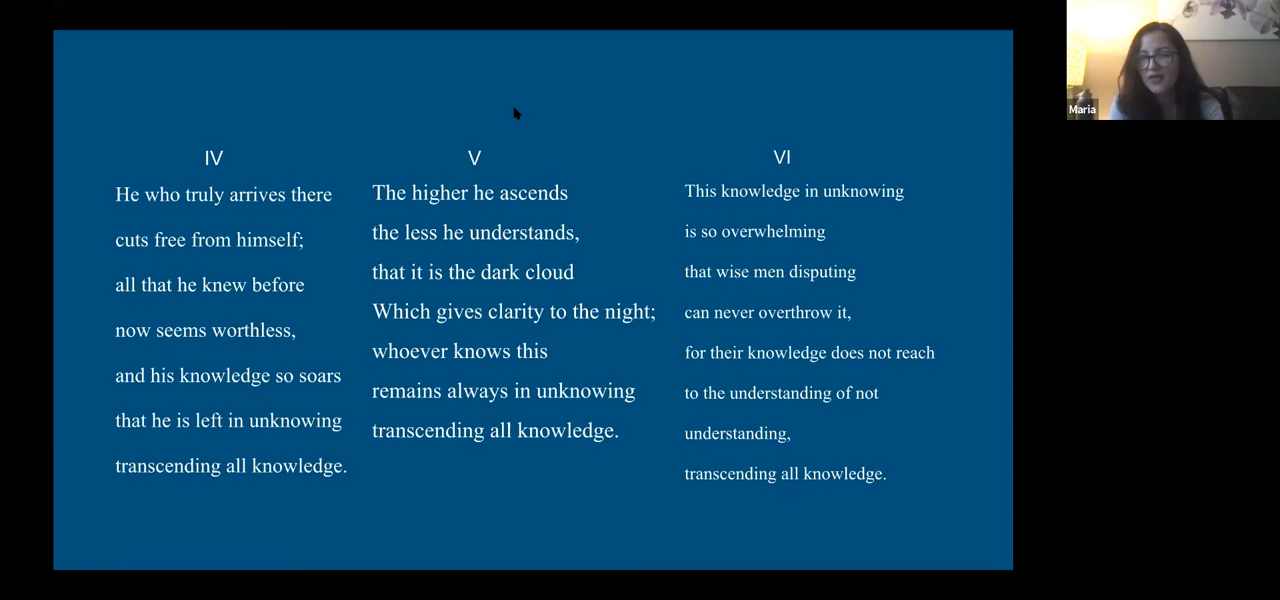 IV
He who truly arrives there
cuts free from himself;
all that he knew before
now seems worthless,
and his knowledge so soars
that he is left in unknowing
transcending all knowledge.
V
The higher he ascends
the less he understands,
that it is the dark cloud
Which gives clarity to the night;
whoever knows this
remains always in unknowing
transcending all knowledge.
VI
This knowledge in unknowing
is so overwhelming
that wise men disputing
can never overthrow it,
for their knowledge does not reach
to the understanding of not
understanding,
transcending all knowledge.
Maria